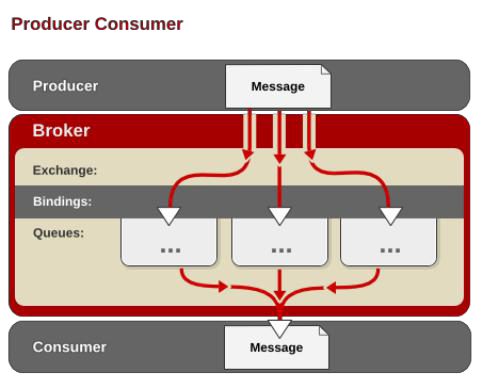 Producer Consumer
Producer
Message
Broker
Exchange:
Bindings:
Queues:
...
...
...
Consumer
Message